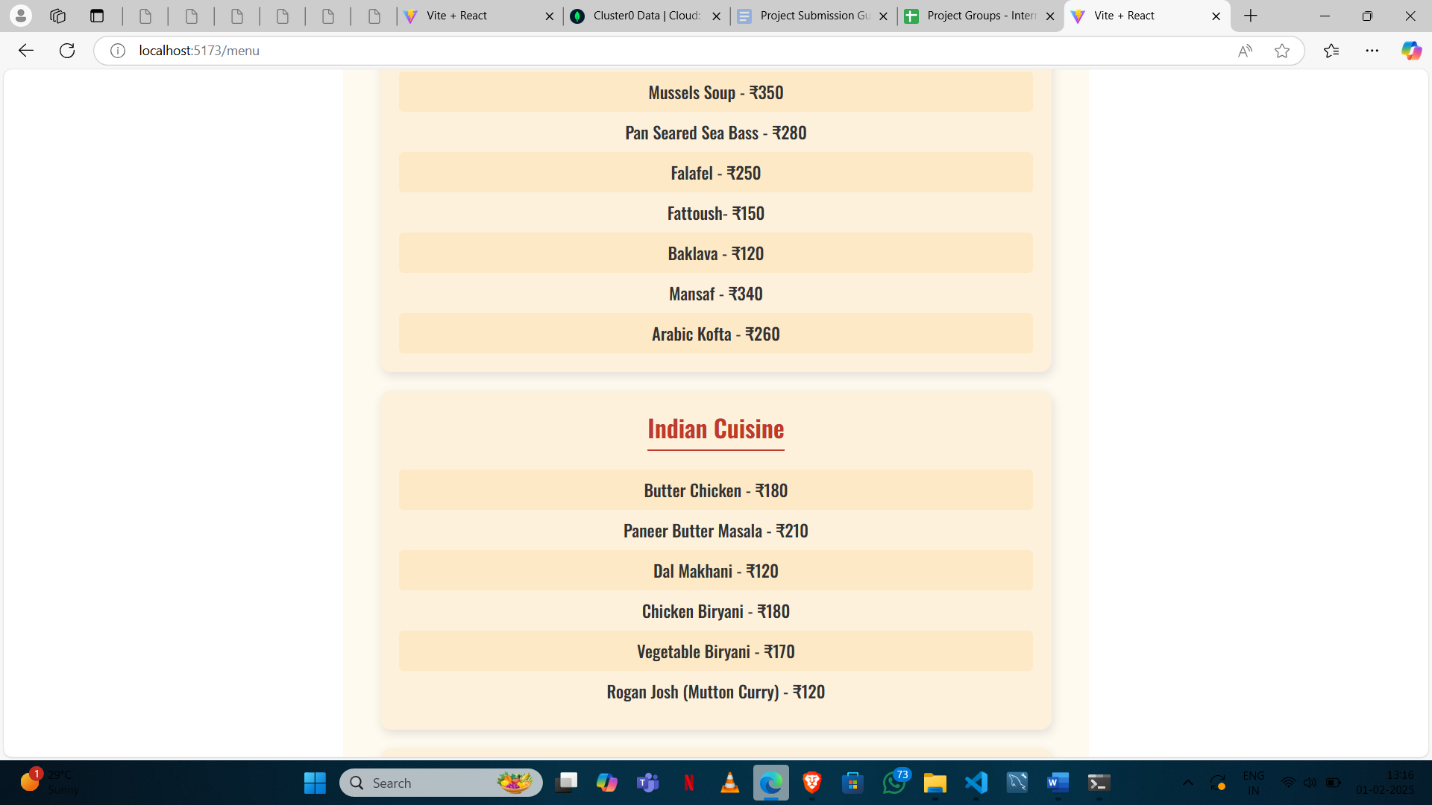 Vite + React
Cluster0 Data | Cloud:
Project Submission Gu
Project Groups - Intern
Vite + React
localhost:5173/menu
Mussels Soup - ₹350
Pan Seared Sea Bass - ₹280
Falafel - ₹250
Fattoush- ₹150
Baklava - ₹120
Mansaf - ₹340
Arabic Kofta - ₹260
Indian Cuisine
Butter Chicken - ₹180
Paneer Butter Masala - ₹210
Dal Makhani - ₹120
Chicken Biryani - ₹180
Vegetable Biryani - ₹170
Rogan Josh (Mutton Curry) - ₹120
1
29°C
Sunny
Search
73
ENG
IN
13:16
01-02-2025